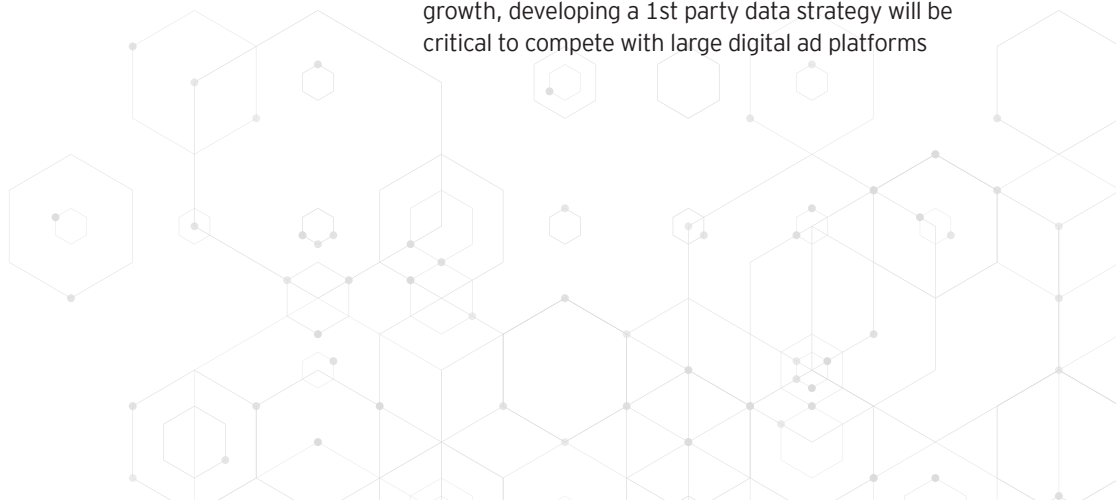 growth, developing a 1st party data strategy will be
critical to compete with large digital ad platforms